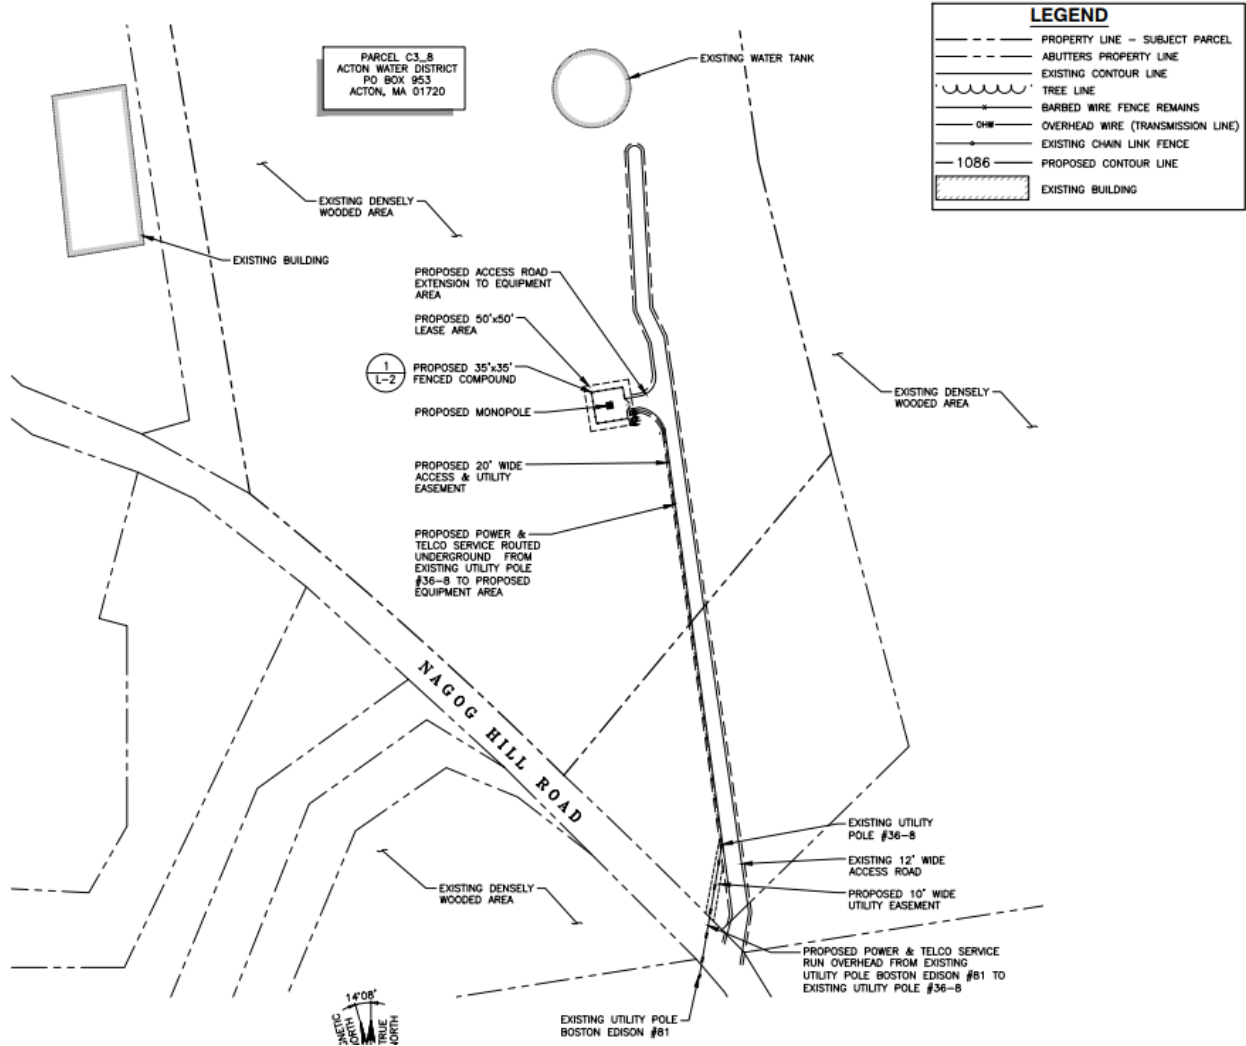 LEGEND
PROPERTY LINE - SUBJECT PARCEL
ABUTTERS PROPERTY LINE
EXISTING CONTOUR LINE
TREE LINE
BARBED WIRE FENCE REMAINS
OHW OVERHEAD WIRE (TRANSMISSION LINE)
EXISTING CHAIN LINK FENCE
1086 PROPOSED CONTOUR LINE
EXISTING BUILDING
PARCEL C3_8
ACTON WATER DISTRICT
PO BOX 953
ACTON, MA 01720
EXISTING WATER TANK
EXISTING DENSELY
WOODED AREA
EXISTING BUILDING
PROPOSED ACCESS ROAD
EXTENSION TO EQUIPMENT
AREA
PROPOSED 50'x50'
LEASE AREA
1
L-2
PROPOSED 35'x35'
FENCED COMPOUND
PROPOSED MONOPOLE
EXISTING DENSELY
WOODED AREA
PROPOSED 20' WIDE
ACCESS & UTILITY
EASEMENT
PROPOSED POWER &
TELCO SERVICE ROUTED
UNDERGROUND FROM
EXISTING UTILITY POLE
#36-8 TO PROPOSED
EQUIPMENT AREA
NAGOG HILL ROAD
EXISTING UTILITY
POLE #36-8
EXISTING 12' WIDE
ACCESS ROAD
PROPOSED 10' WIDE
UTILITY EASEMENT
EXISTING DENSELY
WOODED AREA
PROPOSED POWER & TELCO SERVICE
RUN OVERHEAD FROM EXISTING
UTILITY POLE BOSTON EDISON #81 TO
EXISTING UTILITY POLE #36-8
EXISTING UTILITY POLE
BOSTON EDISON #81
14°08'
TRUE
NORTH